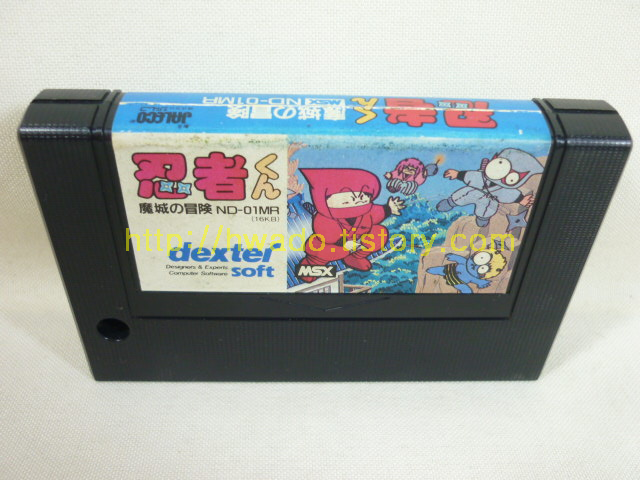 JALECO
魔城の冒険
MSX ND-01MR
忍者くん
忍者くん
魔城の冒険 ND-01MR
(16KB)
http://hwado.tistory.com
dexter
soft
Designers & Experts
Computer Software
MSX